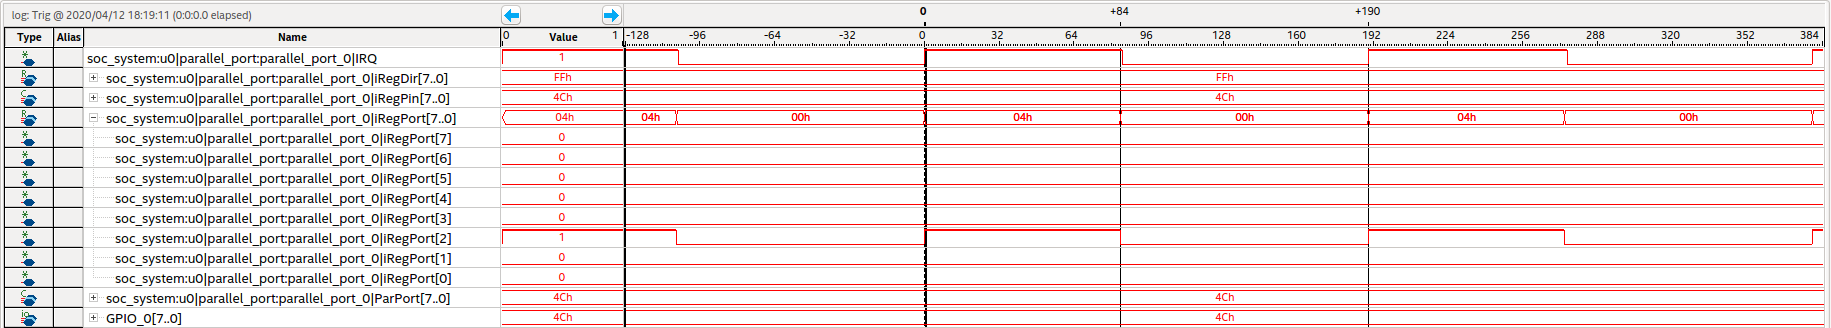 log: Trig @ 2020/04/12 18:19:11 (0:0:0.0 elapsed) 0 +84 +190
Type Alias Name 0 Value 1 -128 -96 -64 -32 0 32 64 96 128 160 192 224 256 288 320 352 384
soc_system:u0|parallel_port:parallel_port_0|IRQ 1
soc_system:u0|parallel_port:parallel_port_0|iRegDir[7..0] FFh FFh
soc_system:u0|parallel_port:parallel_port_0|iRegPin[7..0] 4Ch 4Ch
soc_system:u0|parallel_port:parallel_port_0|iRegPort[7..0] 04h 04h 00h 04h 00h 04h 00h
soc_system:u0|parallel_port:parallel_port_0|iRegPort[7] 0
soc_system:u0|parallel_port:parallel_port_0|iRegPort[6] 0
soc_system:u0|parallel_port:parallel_port_0|iRegPort[5] 0
soc_system:u0|parallel_port:parallel_port_0|iRegPort[4] 0
soc_system:u0|parallel_port:parallel_port_0|iRegPort[3] 0
soc_system:u0|parallel_port:parallel_port_0|iRegPort[2] 1
soc_system:u0|parallel_port:parallel_port_0|iRegPort[1] 0
soc_system:u0|parallel_port:parallel_port_0|iRegPort[0] 0
soc_system:u0|parallel_port:parallel_port_0|ParPort[7..0] 4Ch 4Ch
GPIO_0[7..0] 4Ch 4Ch